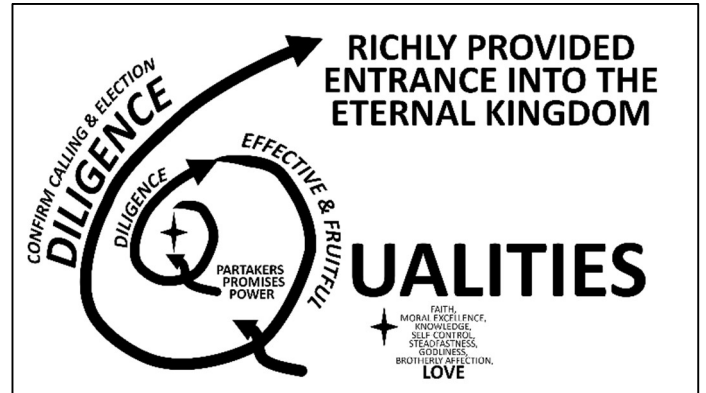 RICHLY PROVIDED
ENTRANCE INTO THE
ETERNAL KINGDOM
CONFIRM CALLING & ELECTION
DILIGENCE
DILIGENCE
EFFECTIVE & FRUITFUL
PARTAKERS
PROMISES
POWER
QUALITIES
FAITH,
MORAL EXCELLENCE,
KNOWLEDGE,
SELF CONTROL,
STEADFASTNESS,
GODLINESS,
BROTHERLY AFFECTION,
LOVE